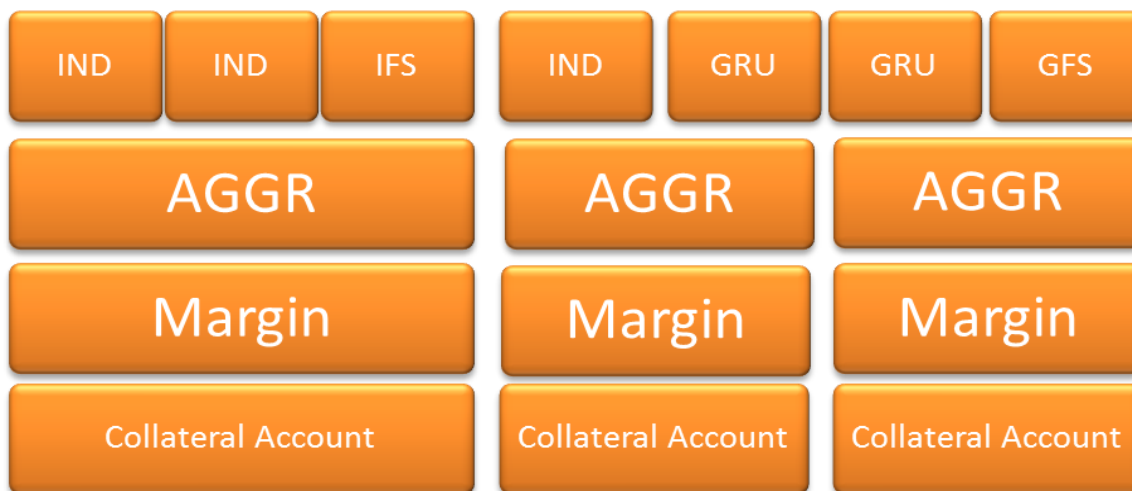 IND IND IFS IND GRU GRU GFS
AGGR AGGR AGGR
Margin Margin Margin
Collateral Account Collateral Account Collateral Account